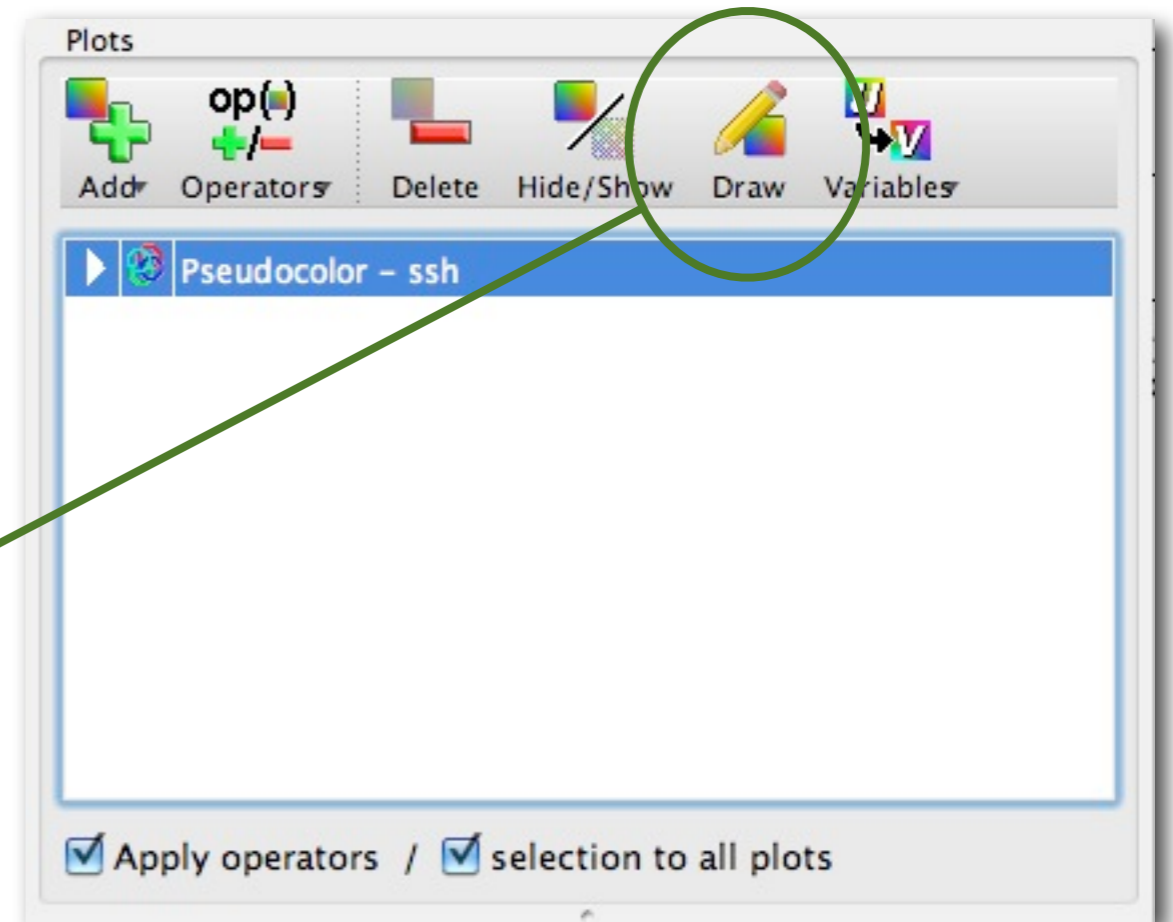 Plots
op( )
+/−
Add Operators Delete Hide/Show Draw Variables
U
V
Pseudocolor – ssh
Apply operators / selection to all plots